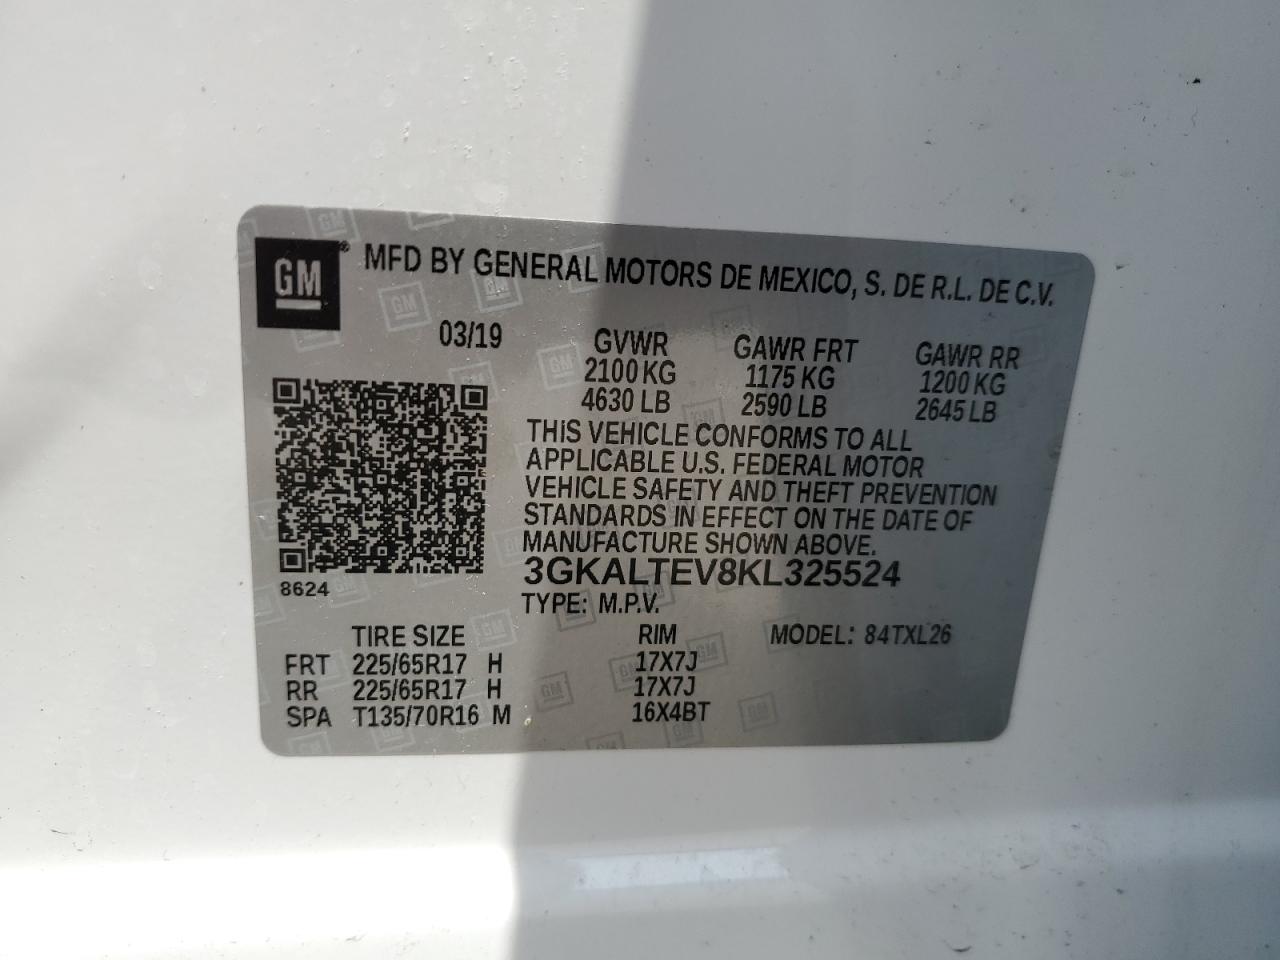 GM® MFD BY GENERAL MOTORS DE MEXICO, S. DE R.L. DE C.V.
03/19 GVWR GAWR FRT GAWR RR
2100 KG 1175 KG 1200 KG
4630 LB 2590 LB 2645 LB
THIS VEHICLE CONFORMS TO ALL
APPLICABLE U.S. FEDERAL MOTOR
VEHICLE SAFETY AND THEFT PREVENTION
STANDARDS IN EFFECT ON THE DATE OF
MANUFACTURE SHOWN ABOVE.
3GKALTEV8KL325524
8624
TYPE: M.P.V.
TIRE SIZE RIM MODEL: 84TXL26
FRT 225/65R17 H 17X7J
RR 225/65R17 H 17X7J
SPA T135/70R16 M 16X4BT